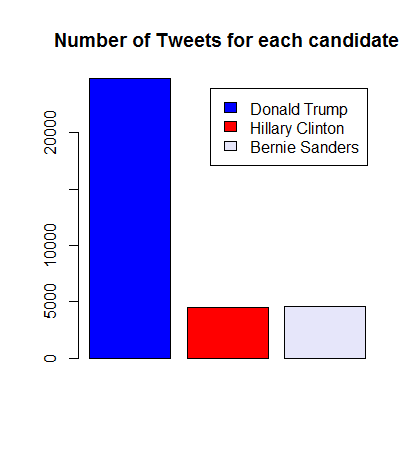 Number of Tweets for each candidate
Donald Trump
Hillary Clinton
Bernie Sanders
20000
10000
5000
0